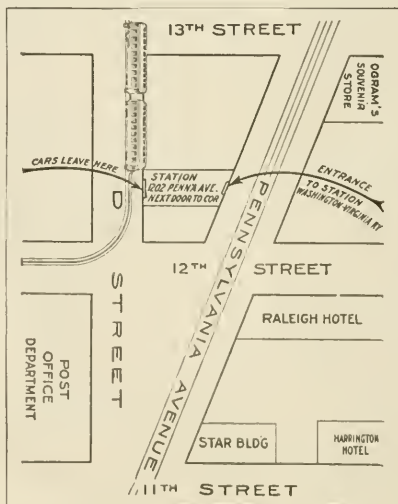 13TH STREET
OGRAM'S
SOUVENIR
STORE
CARS LEAVE HERE
STATION
1202 PENN'A AVE.
NEXT DOOR TO COR
ENTRANCE
TO STATION
WASHINGTON-VIRGINIA RY
D
STREET
PENNSYLVANIA AVENUE
12TH STREET
POST
OFFICE
DEPARTMENT
RALEIGH HOTEL
STAR BLDG
HARRINGTON
HOTEL
11TH STREET